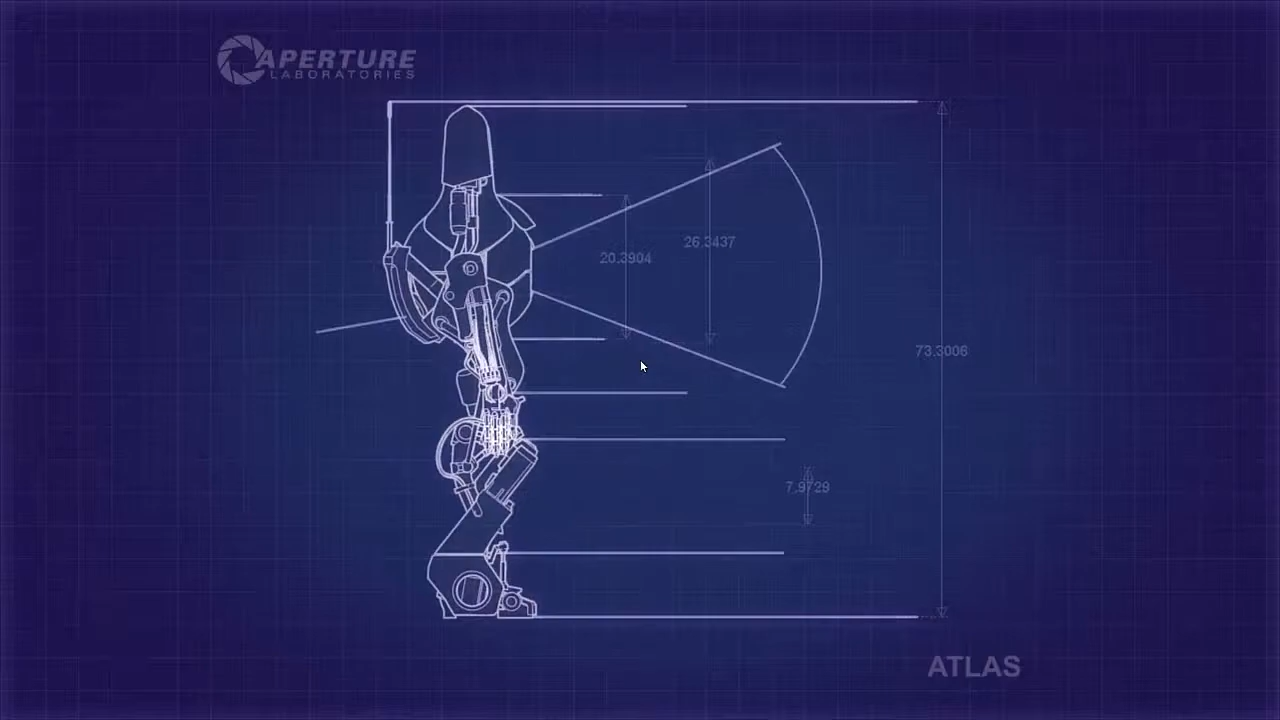 APERTURE
LABORATORIES
26.3437
20.3904
73.3006
7.9729
ATLAS